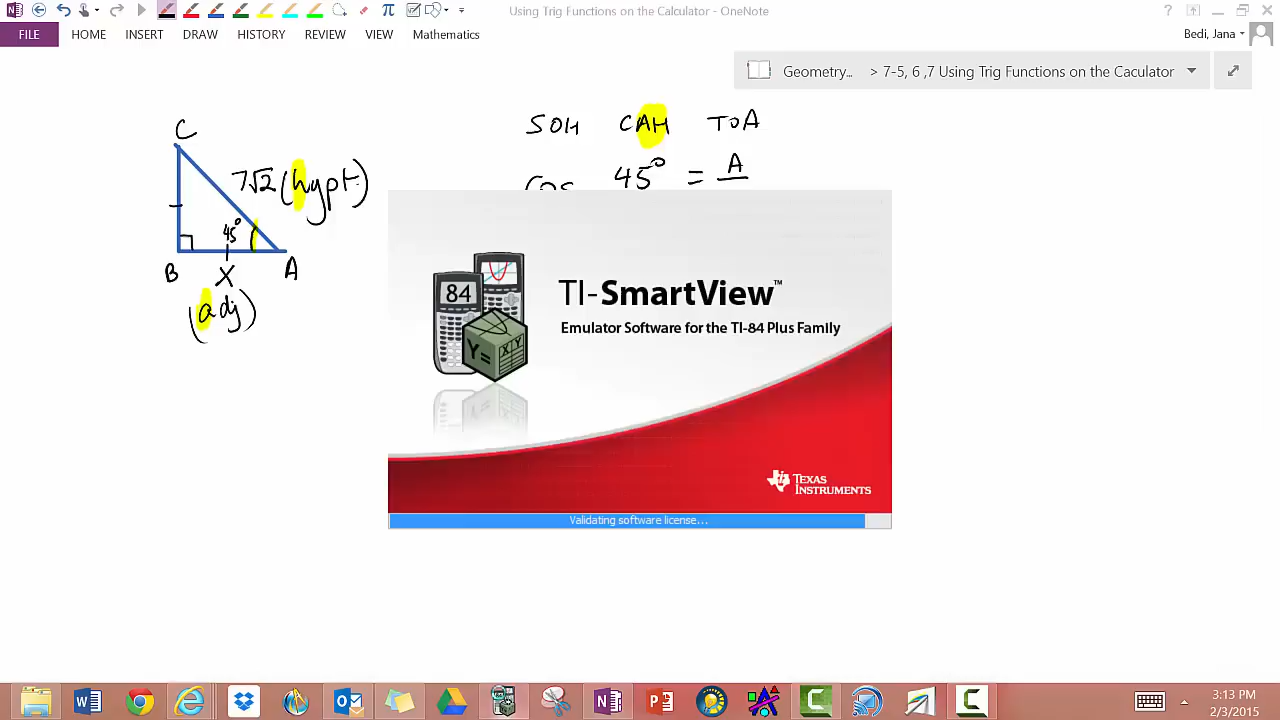 Using Trig Functions on the Calculator - OneNote
FILE HOME INSERT DRAW HISTORY REVIEW VIEW Mathematics
Bedi, Jana
Geometry... > 7-5, 6 ,7 Using Trig Functions on the Caculator
SOH CAH TOA
Cos 45° = A
C
7√2 (hypt)
45°
B X A
(adj)
84
Y=
X Y
TI-SmartView™
Emulator Software for the TI-84 Plus Family
TEXAS INSTRUMENTS
Validating software license...
3:13 PM
2/3/2015